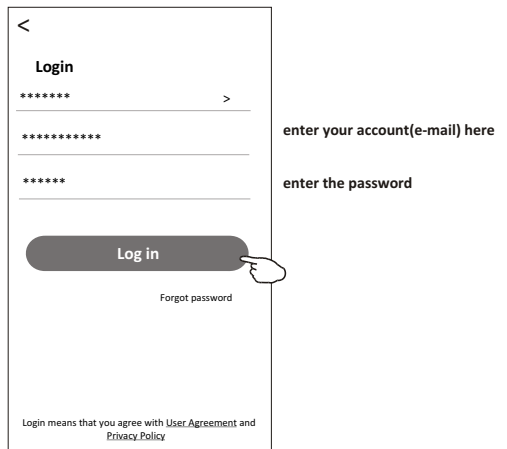 <
Login
******* >
***********
enter your account(e-mail) here
******
enter the password
Log in
Forgot password
Login means that you agree with User Agreement and
Privacy Policy